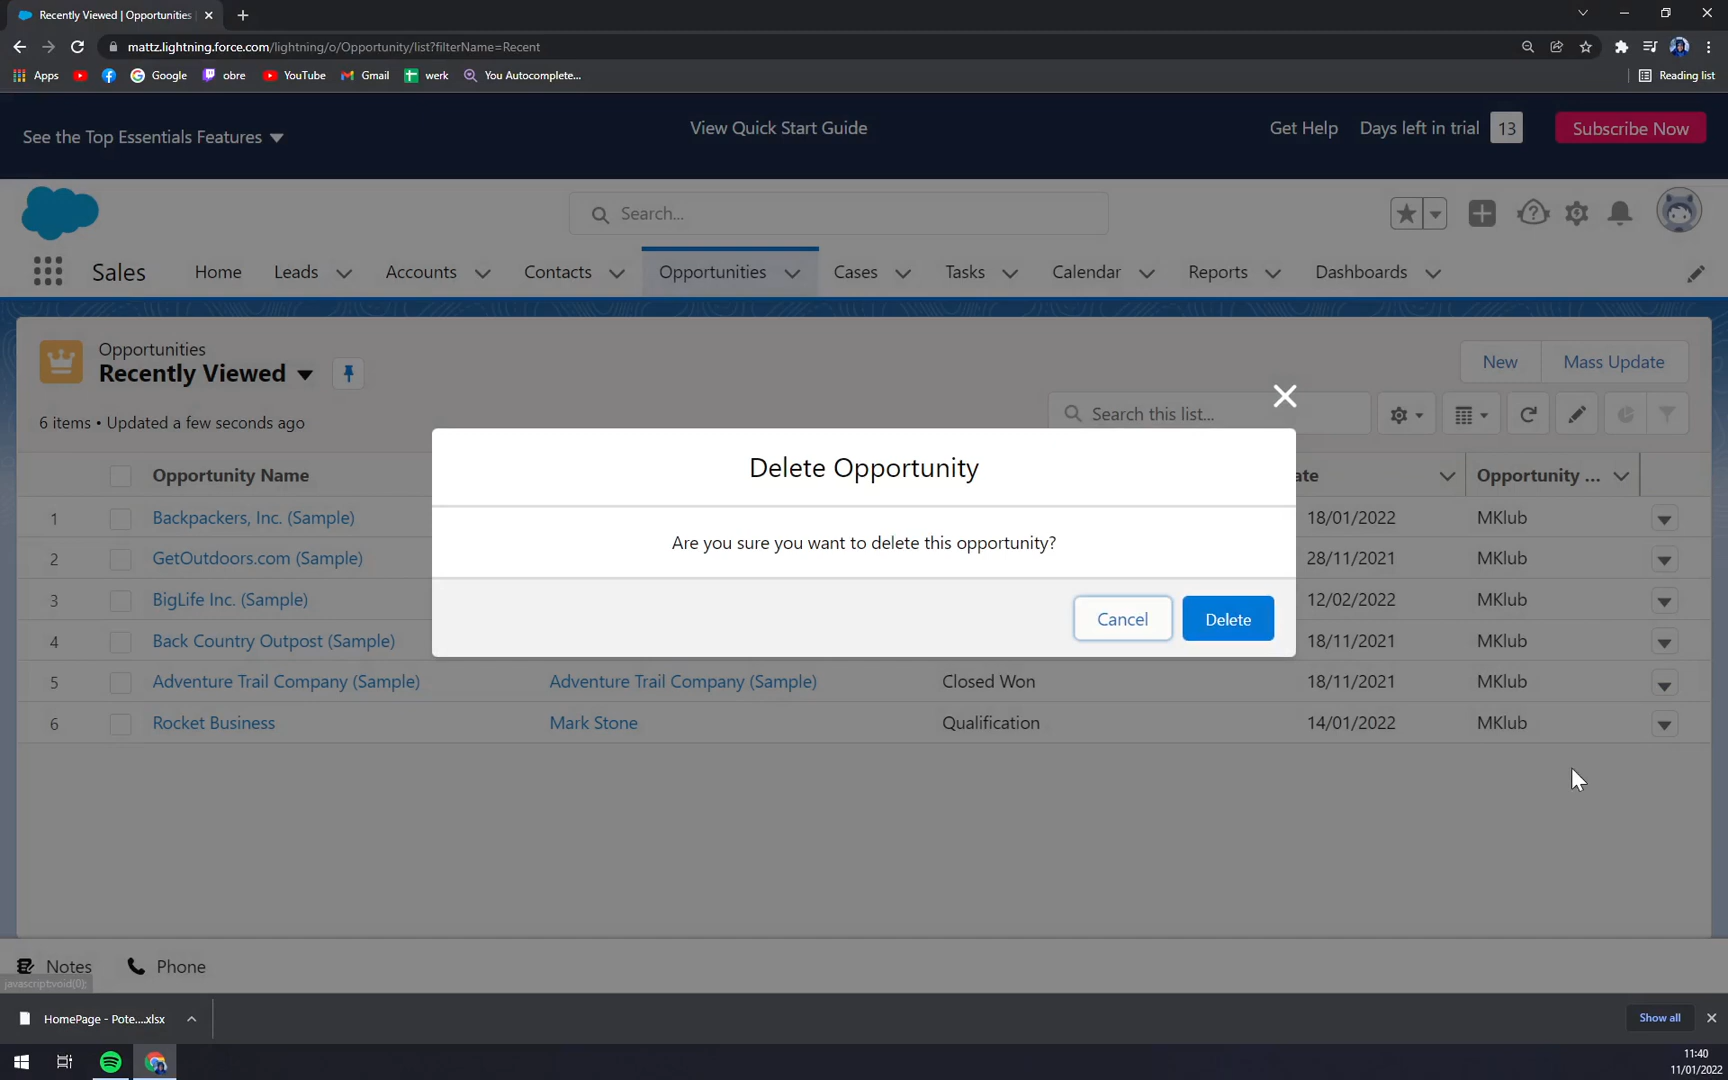 Recently Viewed | Opportunities
mattz.lightning.force.com/lightning/o/Opportunity/list?filterName=Recent
Apps Google obre YouTube Gmail werk You Autocomplete... Reading list
See the Top Essentials Features View Quick Start Guide Get Help Days left in trial 13 Subscribe Now
Search...
Sales Home Leads Accounts Contacts Opportunities Cases Tasks Calendar Reports Dashboards
Opportunities
Recently Viewed New Mass Update
6 items • Updated a few seconds ago Search this list...
Delete Opportunity
Are you sure you want to delete this opportunity?
Cancel Delete
Opportunity Name ate Opportunity ...
1 Backpackers, Inc. (Sample) 18/01/2022 MKlub
2 GetOutdoors.com (Sample) 28/11/2021 MKlub
3 BigLife Inc. (Sample) 12/02/2022 MKlub
4 Back Country Outpost (Sample) 18/11/2021 MKlub
5 Adventure Trail Company (Sample) Adventure Trail Company (Sample) Closed Won 18/11/2021 MKlub
6 Rocket Business Mark Stone Qualification 14/01/2022 MKlub
Notes Phone
javascript:void(0);
HomePage - Pote....xlsx Show all
11:40
11/01/2022